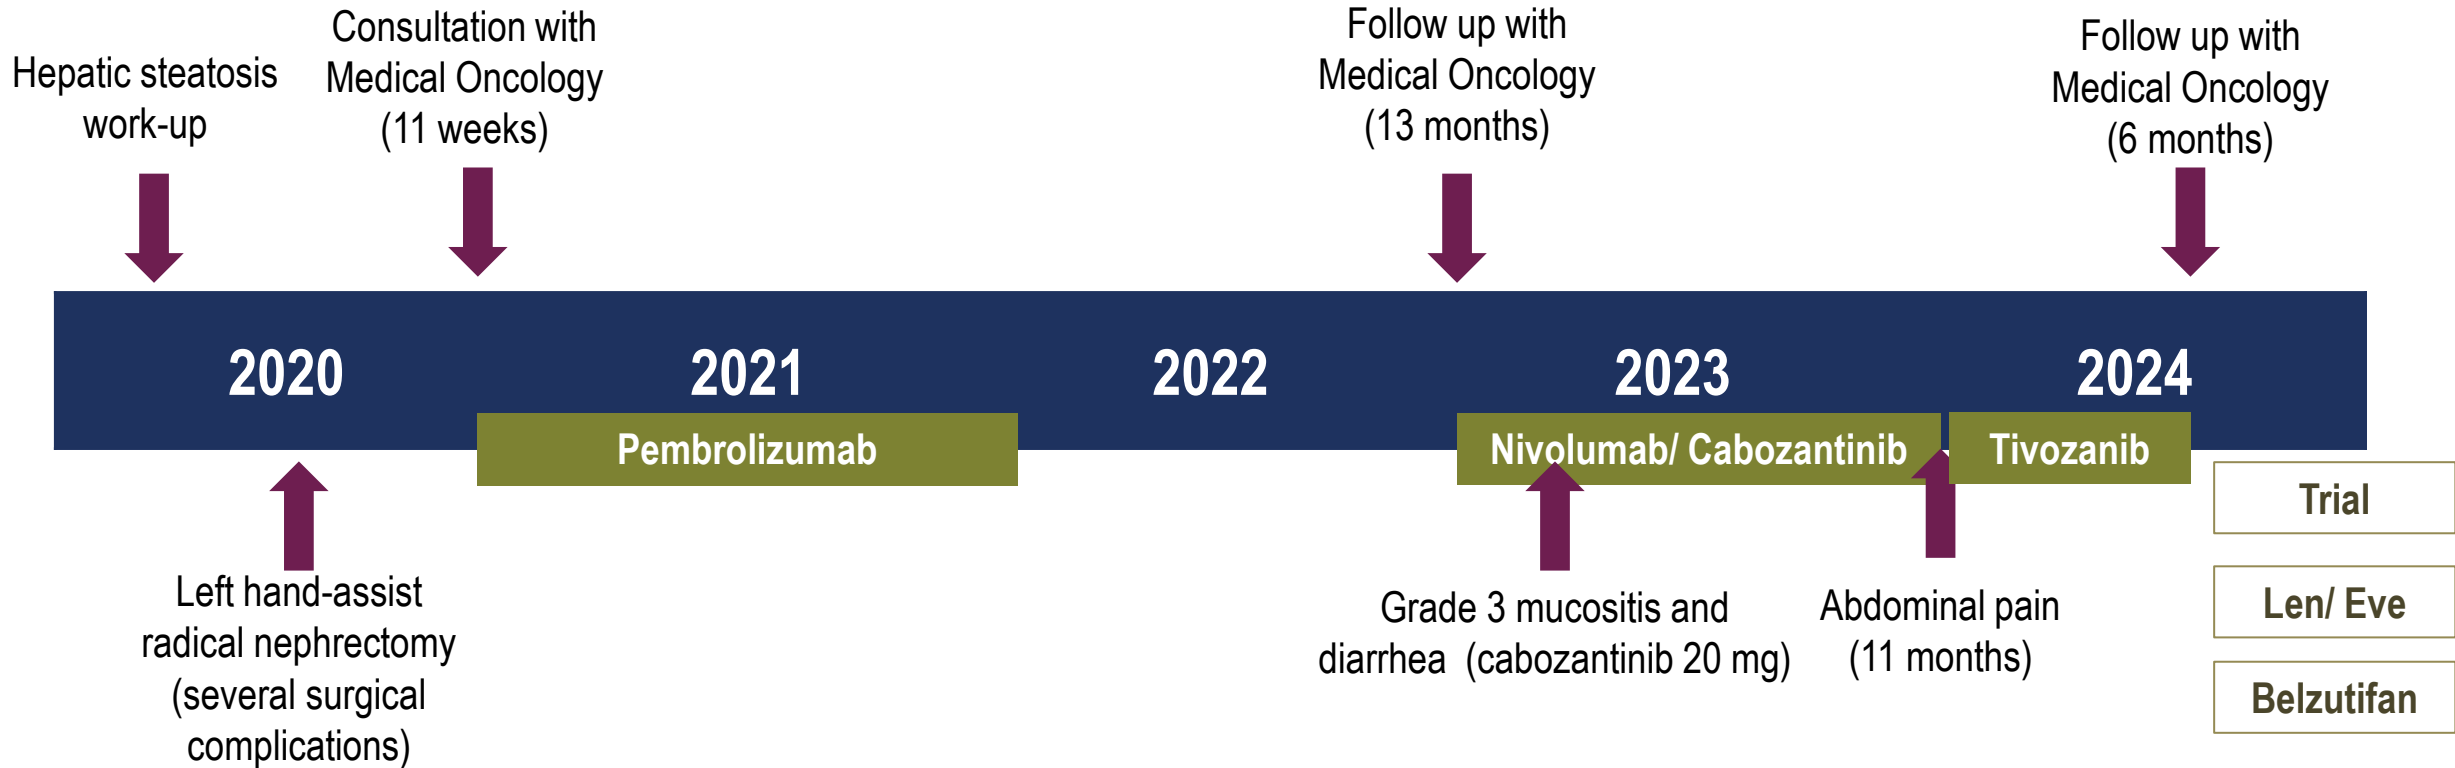 Hepatic steatosis
work-up
Consultation with
Medical Oncology
(11 weeks)
Follow up with
Medical Oncology
(13 months)
Follow up with
Medical Oncology
(6 months)
2020
2021
2022
2023
2024
Pembrolizumab
Nivolumab/ Cabozantinib
Tivozanib
Trial
Len/ Eve
Belzutifan
Left hand-assist
radical nephrectomy
(several surgical
complications)
Grade 3 mucositis and
diarrhea (cabozantinib 20 mg)
Abdominal pain
(11 months)